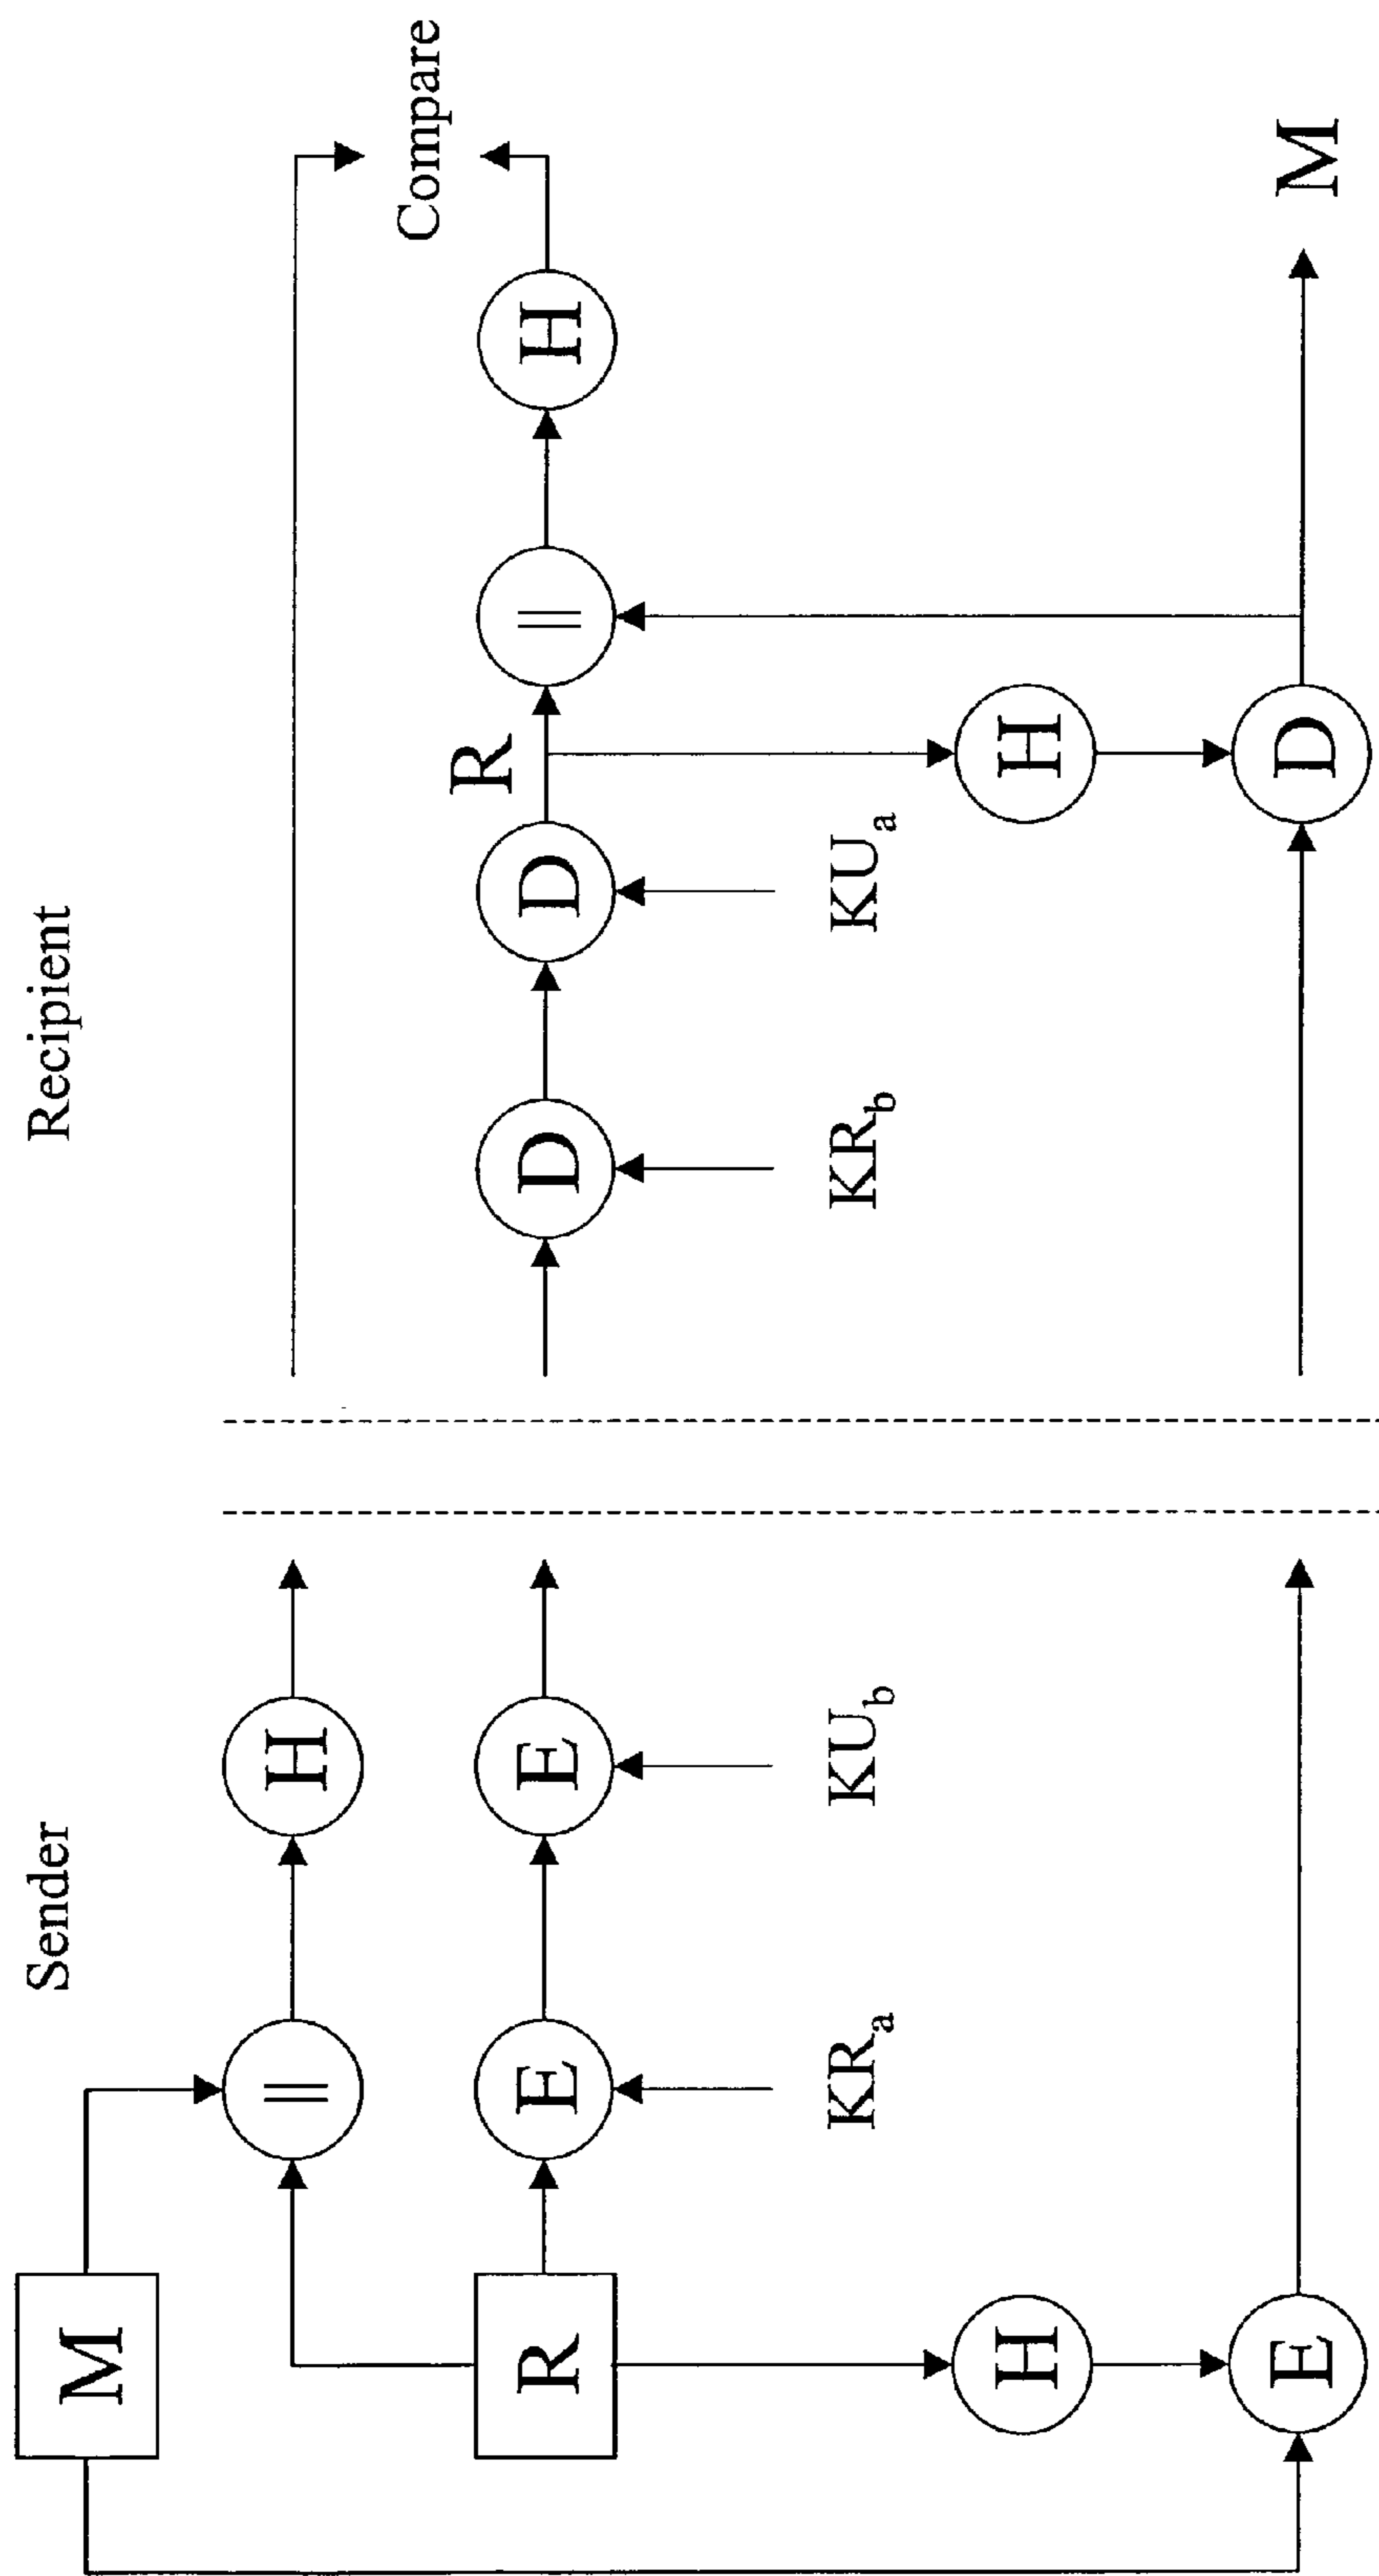 Sender
Recipient
M
||
H
Compare
R
E
E
D
D
R
||
H
KR_a
KU_b
KR_b
KU_a
H
H
E
D
M